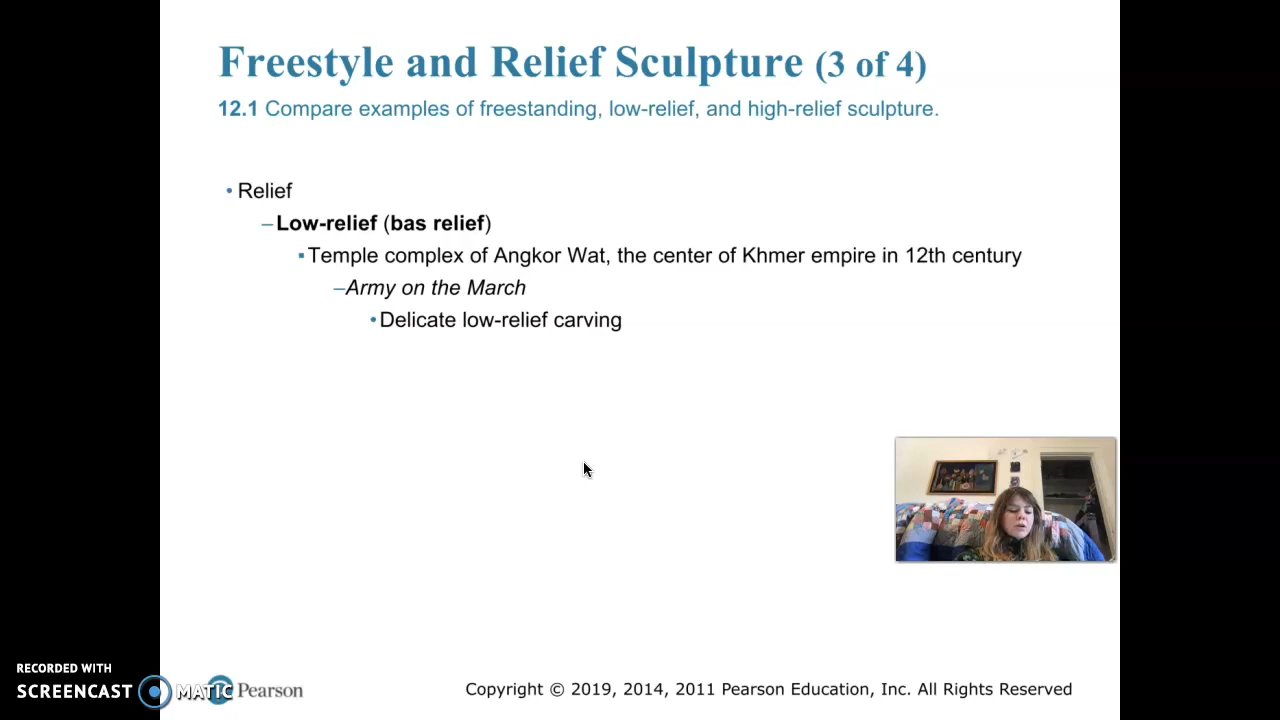 Freestyle and Relief Sculpture (3 of 4)
12.1 Compare examples of freestanding, low-relief, and high-relief sculpture.
• Relief
–Low-relief (bas relief)
▪Temple complex of Angkor Wat, the center of Khmer empire in 12th century
–Army on the March
•Delicate low-relief carving
RECORDED WITH
SCREENCAST MATIC
Pearson
Copyright © 2019, 2014, 2011 Pearson Education, Inc. All Rights Reserved